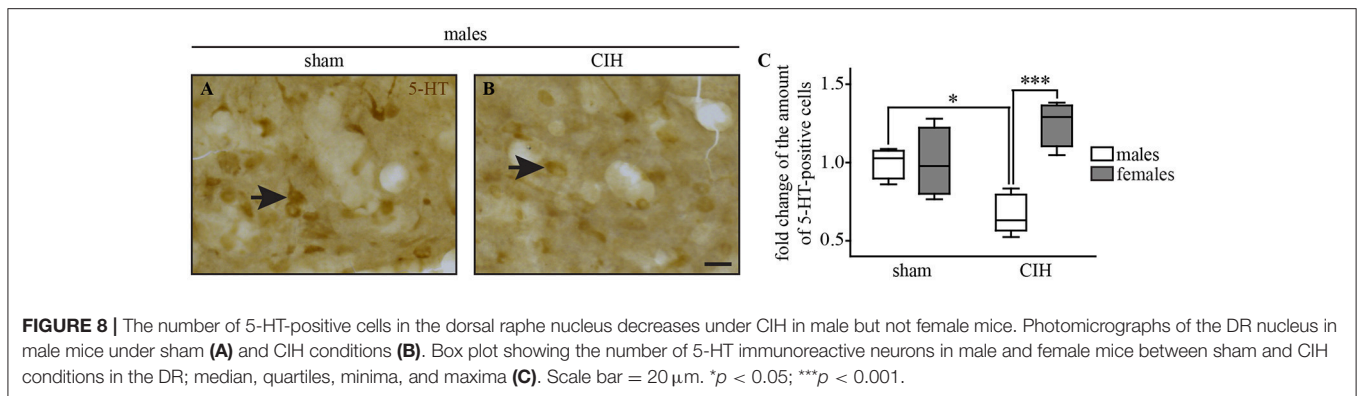 males
sham
CIH
A
5-HT
B
C
fold change of the amount
of 5-HT-positive cells
1.5
1.0
0.5
*
***
sham
CIH
males
females
FIGURE 8 | The number of 5-HT-positive cells in the dorsal raphe nucleus decreases under CIH in male but not female mice. Photomicrographs of the DR nucleus in
male mice under sham (A) and CIH conditions (B). Box plot showing the number of 5-HT immunoreactive neurons in male and female mice between sham and CIH
conditions in the DR; median, quartiles, minima, and maxima (C). Scale bar = 20 μm. *p < 0.05; ***p < 0.001.